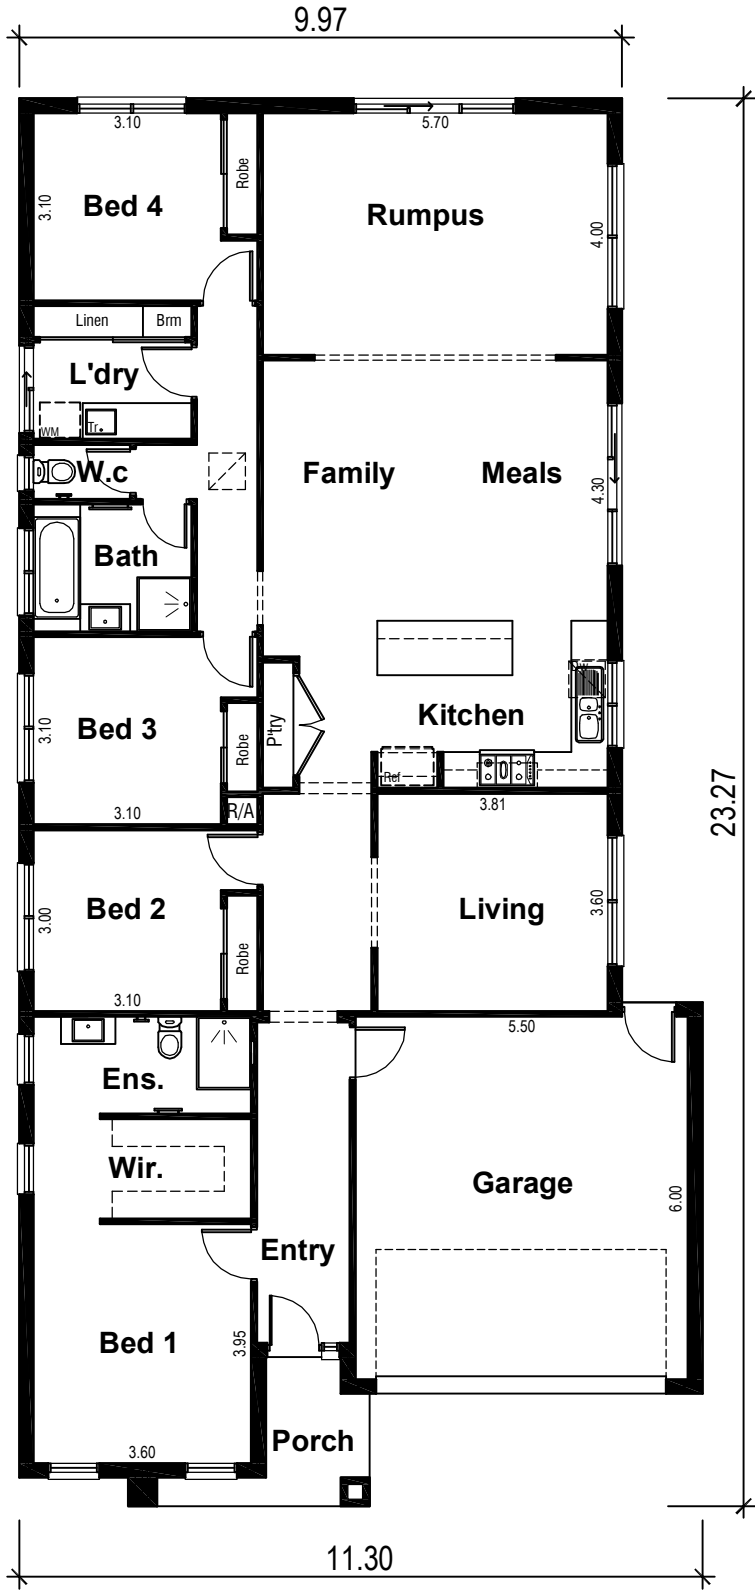 9.97
3.10
5.70
Robe
Bed 4
3.10
Rumpus
4.00
Linen
Brm
L'dry
WM
Tr.
W.c
Family
Meals
4.30
Bath
Kitchen
Bed 3
3.10
Robe
P'try
Ref
3.10
R/A
3.81
23.27
Bed 2
3.00
Robe
Living
3.60
3.10
5.50
Ens.
Wir.
Garage
6.00
Entry
Bed 1
3.95
3.60
Porch
11.30